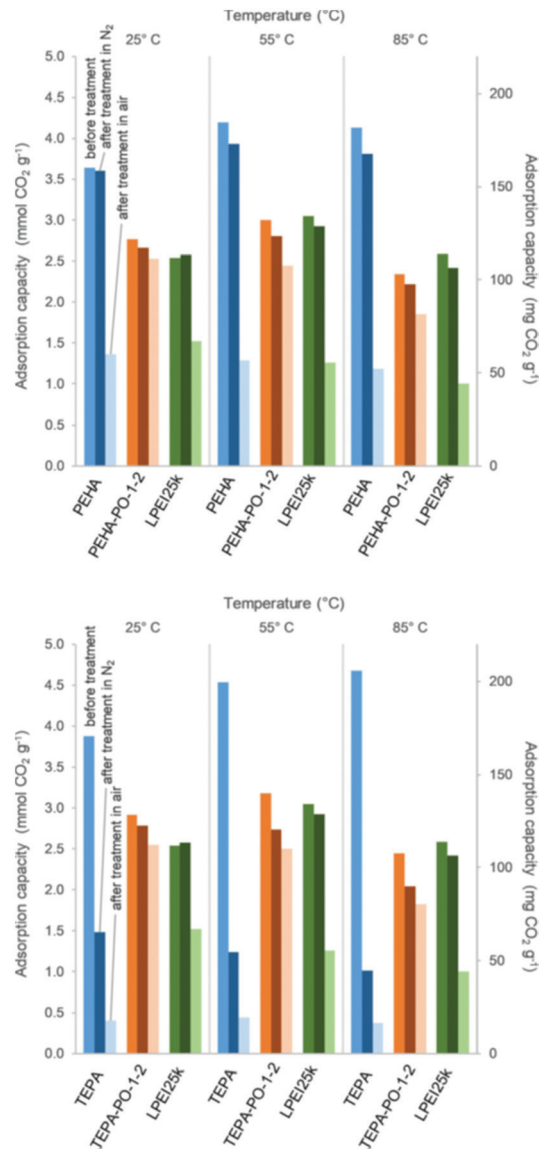 Temperature (°C)
25° C
55° C
85° C
Adsorption capacity (mmol CO2 g-1)
5.0
4.5
4.0
3.5
3.0
2.5
2.0
1.5
1.0
0.5
0.0
before treatment
after treatment in N2
after treatment in air
200
150
100
50
0
Adsorption capacity (mg CO2 g-1)
PEHA
PEHA-PO-1-2
LPEI25k
PEHA
PEHA-PO-1-2
LPEI25k
PEHA
PEHA-PO-1-2
LPEI25k
Temperature (°C)
25° C
55° C
85° C
Adsorption capacity (mmol CO2 g-1)
5.0
4.5
4.0
3.5
3.0
2.5
2.0
1.5
1.0
0.5
0.0
before treatment
after treatment in N2
after treatment in air
200
150
100
50
0
Adsorption capacity (mg CO2 g-1)
TEPA
TEPA-PO-1-2
LPEI25k
TEPA
TEPA-PO-1-2
LPEI25k
TEPA
TEPA-PO-1-2
LPEI25k